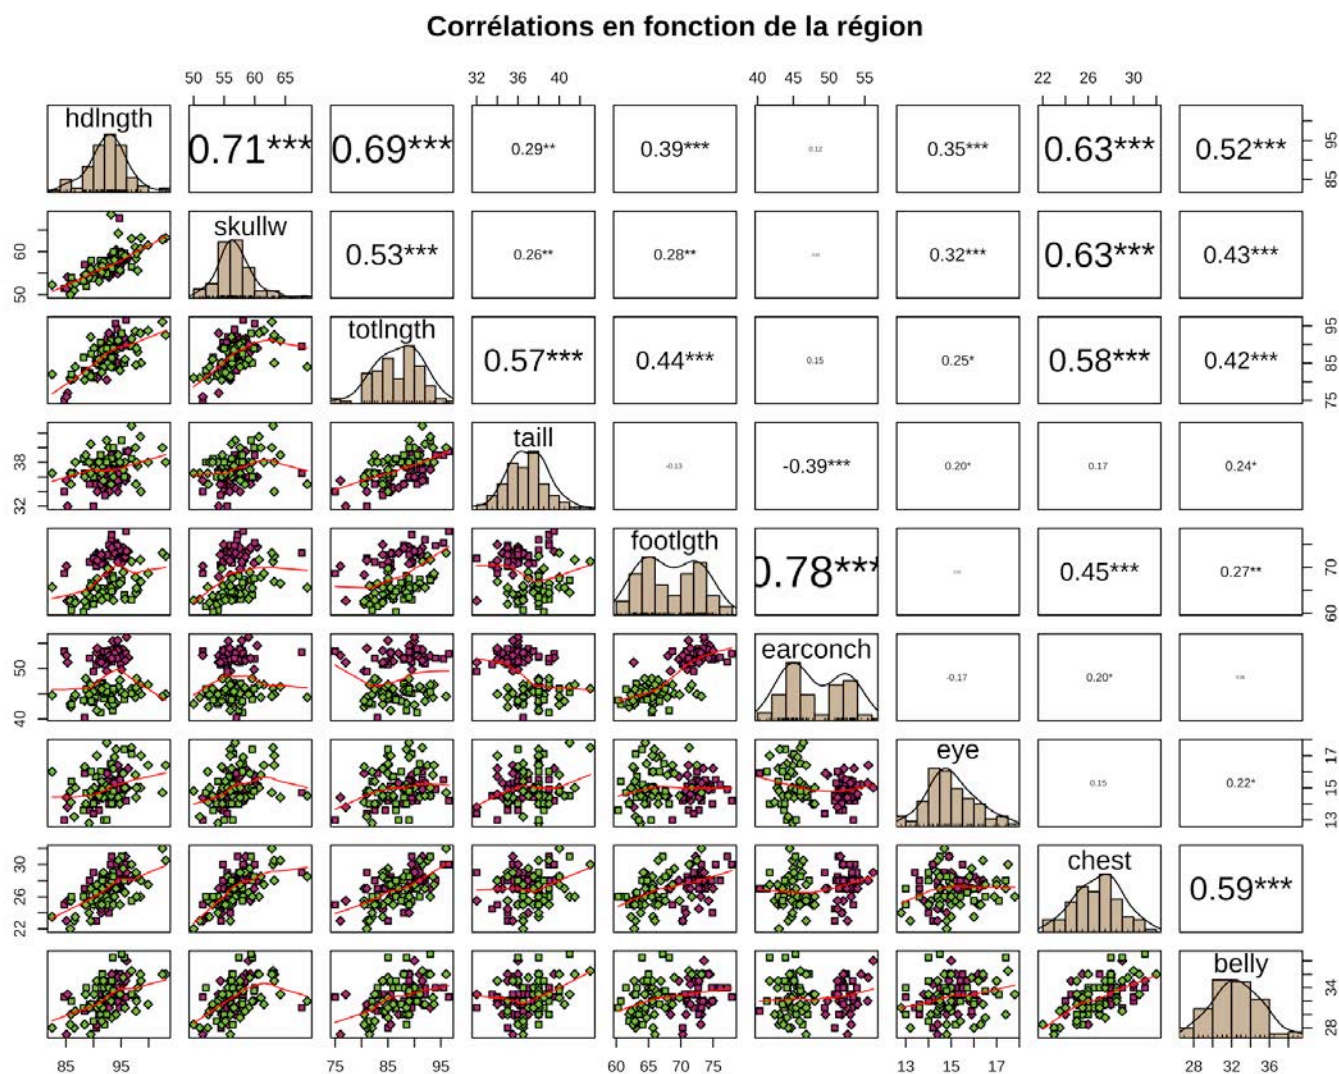 Corrélations en fonction de la région
50 55 60 65 32 36 40 40 45 50 55 22 26 30
hdlngth 0.71*** 0.69*** 0.29** 0.39*** 0.12 0.35*** 0.63*** 0.52*** 85 95
50 60 skullw 0.53*** 0.26** 0.28** 0.32*** 0.63*** 0.43***
totlngth 0.57*** 0.44*** 0.15 0.25* 0.58*** 0.42*** 75 85 95
32 38 taill -0.13 -0.39*** 0.20* 0.17 0.24*
footlgth 0.78*** 0.45*** 0.27** 60 70
40 50 earconch -0.17 0.20*
eye 0.15 0.22* 13 15 17
22 26 30 chest 0.59***
belly 28 34
85 95 75 85 95 60 65 70 75 13 15 17 28 32 36